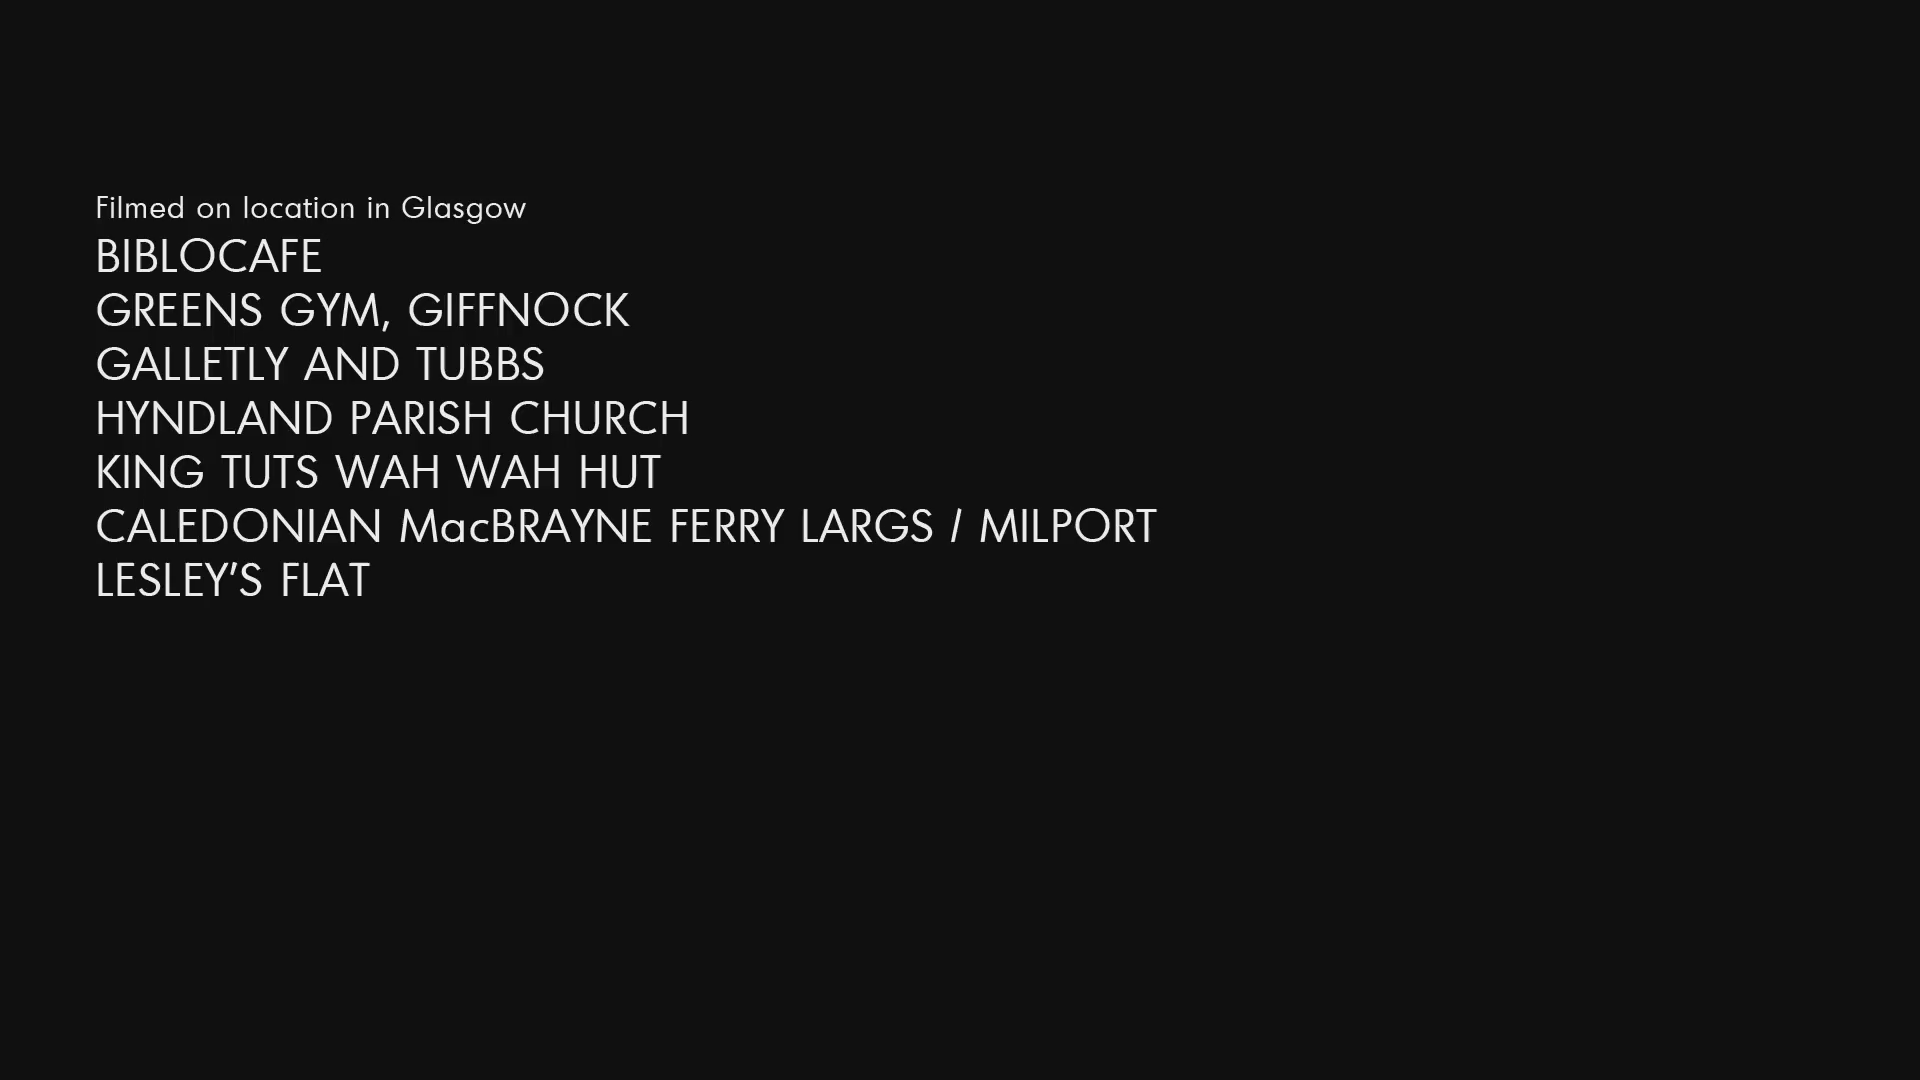 Filmed on location in Glasgow
BIBLOCAFE
GREENS GYM, GIFFNOCK
GALLETLY AND TUBBS
HYNDLAND PARISH CHURCH
KING TUTS WAH WAH HUT
CALEDONIAN MacBRAYNE FERRY LARGS / MILPORT
LESLEY’S FLAT